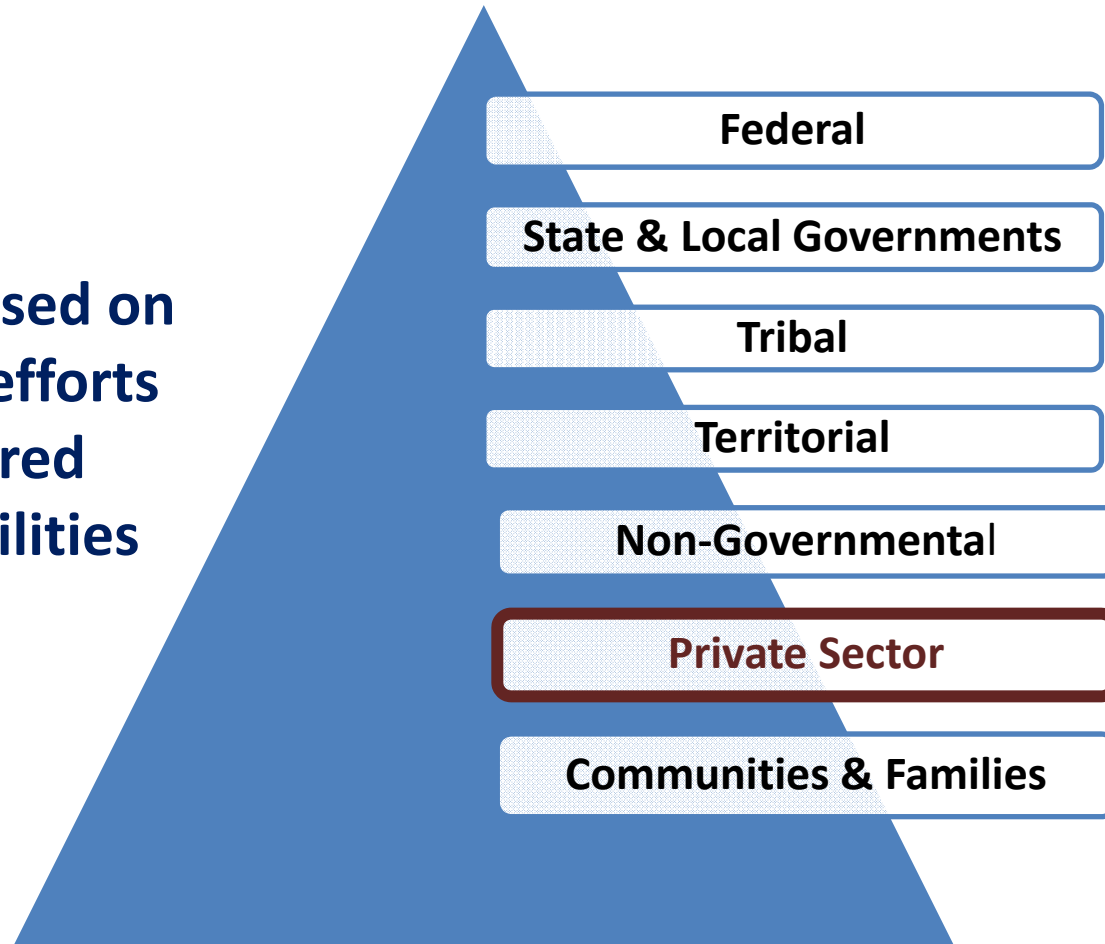 Federal
State & Local Governments
sed on
Tribal
efforts
red
Territorial
ilities
Non-Governmental
Private Sector
Communities & Families